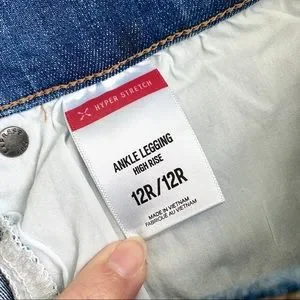 HYPER STRETCH
ANKLE LEGGING
HIGH RISE
12R/12R
MADE IN VIETNAM
FABRIQUÉ AU VIETNAM